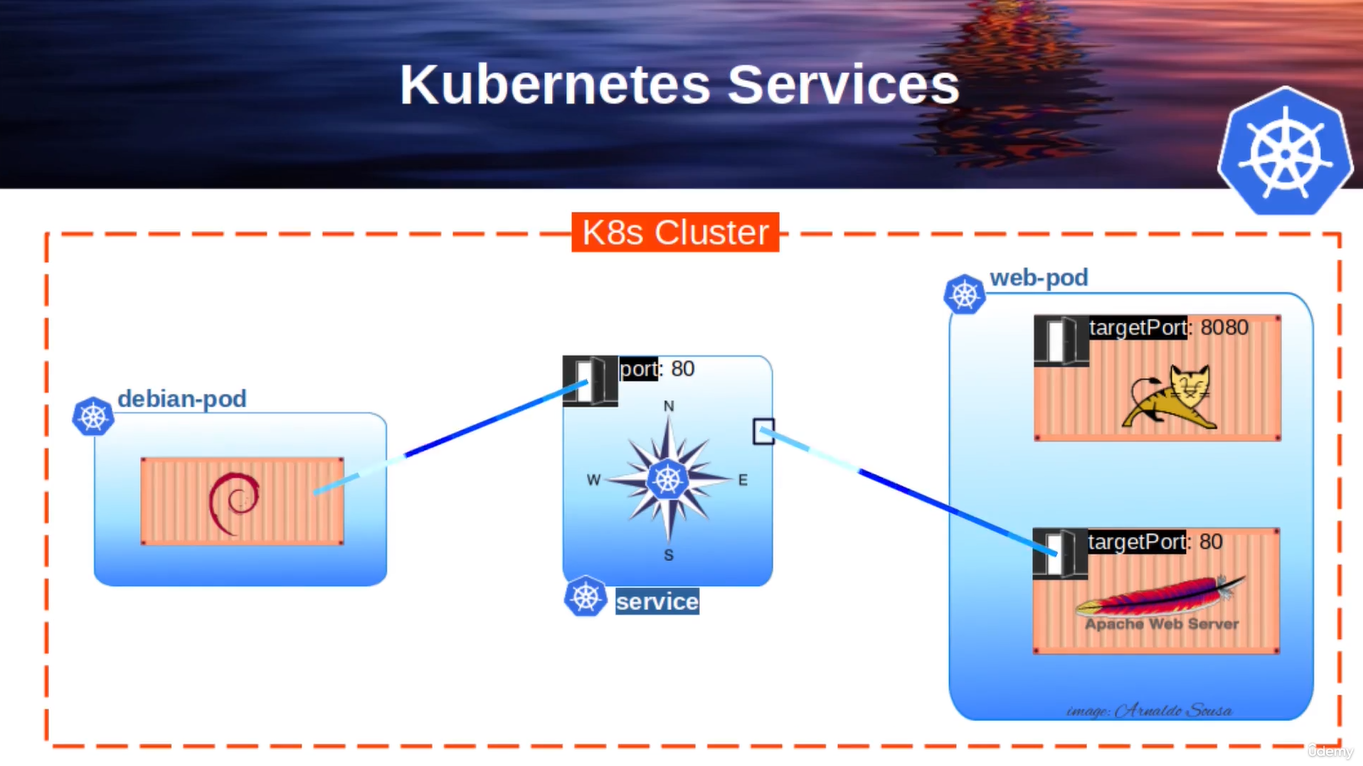 Kubernetes Services
K8s Cluster
web-pod
targetPort: 8080
port: 80
debian-pod
N
W
E
S
targetPort: 80
service
Apache Web Server
image: Arnaldo Sousa
ûdemy